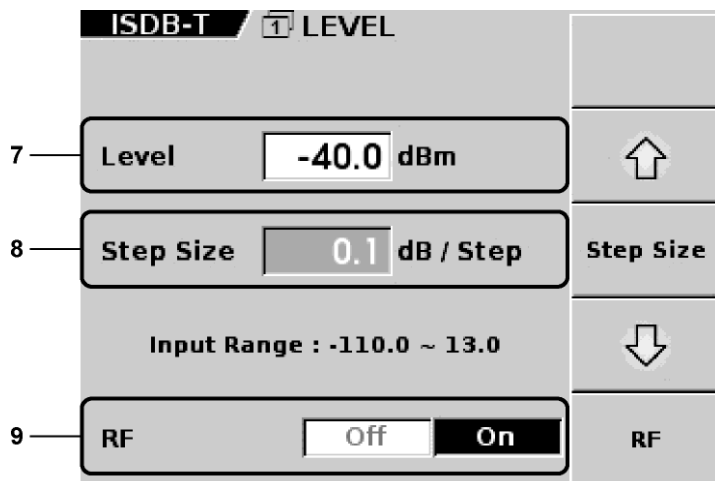 ISDB-T 1 LEVEL
7 Level -40.0 dBm
8 Step Size 0.1 dB / Step Step Size
Input Range : -110.0 ~ 13.0
9 RF Off On RF